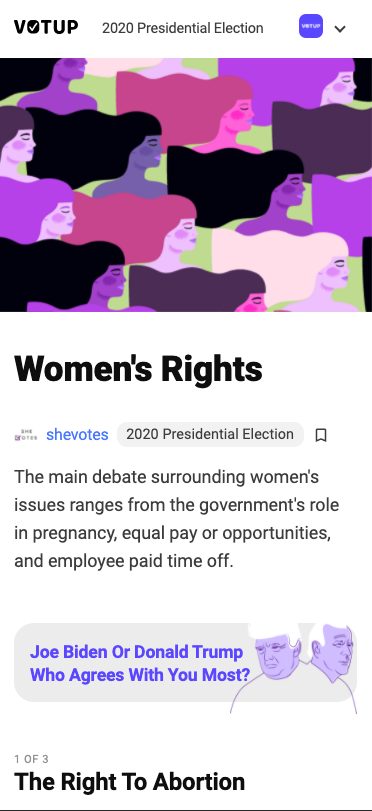 VOTUP 2020 Presidential Election VOTUP
Women's Rights
SHE VOTES shevotes 2020 Presidential Election
The main debate surrounding women's
issues ranges from the government's role
in pregnancy, equal pay or opportunities,
and employee paid time off.
Joe Biden Or Donald Trump
Who Agrees With You Most?
1 OF 3
The Right To Abortion